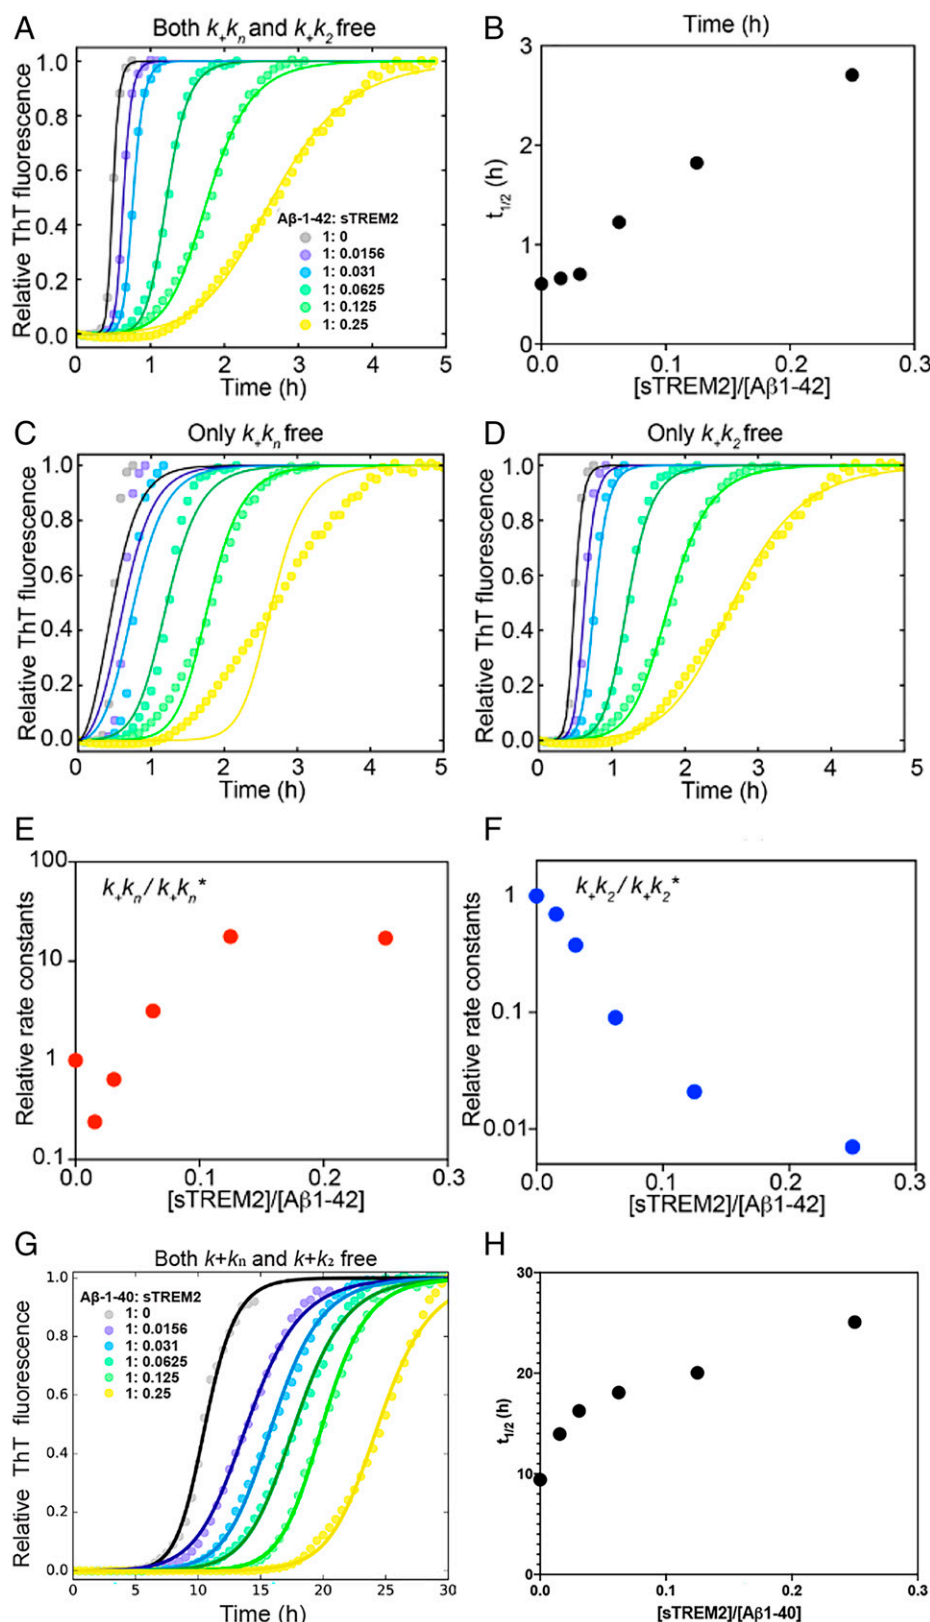 A
Both k₊kₙ and k₊k₂ free
Relative ThT fluorescence
1.0
0.8
0.6
0.4
0.2
0.0
Aβ-1-42: sTREM2
1: 0
1: 0.0156
1: 0.031
1: 0.0625
1: 0.125
1: 0.25
0 1 2 3 4 5
Time (h)
B
Time (h)
t₁/₂ (h)
3
2
1
0
0.0 0.1 0.2 0.3
[sTREM2]/[Aβ1-42]
C
Only k₊kₙ free
Relative ThT fluorescence
1.0
0.8
0.6
0.4
0.2
0.0
0 1 2 3 4 5
Time (h)
D
Only k₊k₂ free
Relative ThT fluorescence
1.0
0.8
0.6
0.4
0.2
0.0
0 1 2 3 4 5
Time (h)
E
k₊kₙ / k₊kₙ*
Relative rate constants
100
10
1
0.1
0.0 0.1 0.2 0.3
[sTREM2]/[Aβ1-42]
F
k₊k₂ / k₊k₂*
Relative rate constants
1
0.1
0.01
0.0 0.1 0.2 0.3
[sTREM2]/[Aβ1-42]
G
Both k+kₙ and k+k₂ free
Relative ThT fluorescence
1.0
0.8
0.6
0.4
0.2
0.0
Aβ-1-40: sTREM2
1: 0
1: 0.0156
1: 0.031
1: 0.0625
1: 0.125
1: 0.25
0 5 10 15 20 25 30
Time (h)
H
t₁/₂ (h)
30
20
10
0
0.0 0.1 0.2 0.3
[sTREM2]/[Aβ1-40]